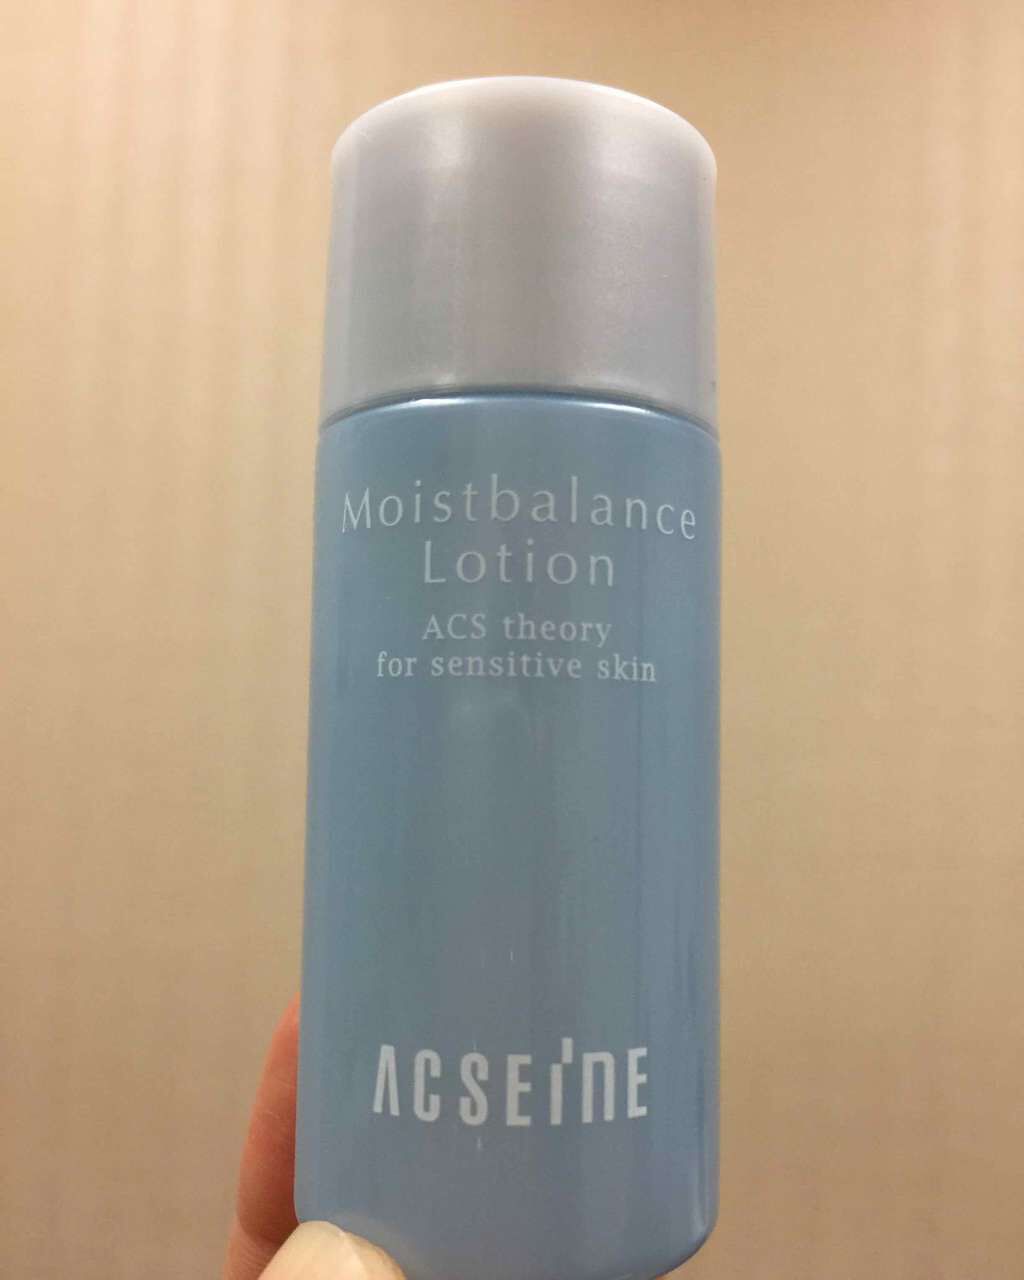 Moistbalance
Lotion
ACS theory
for sensitive skin
ACSEINE